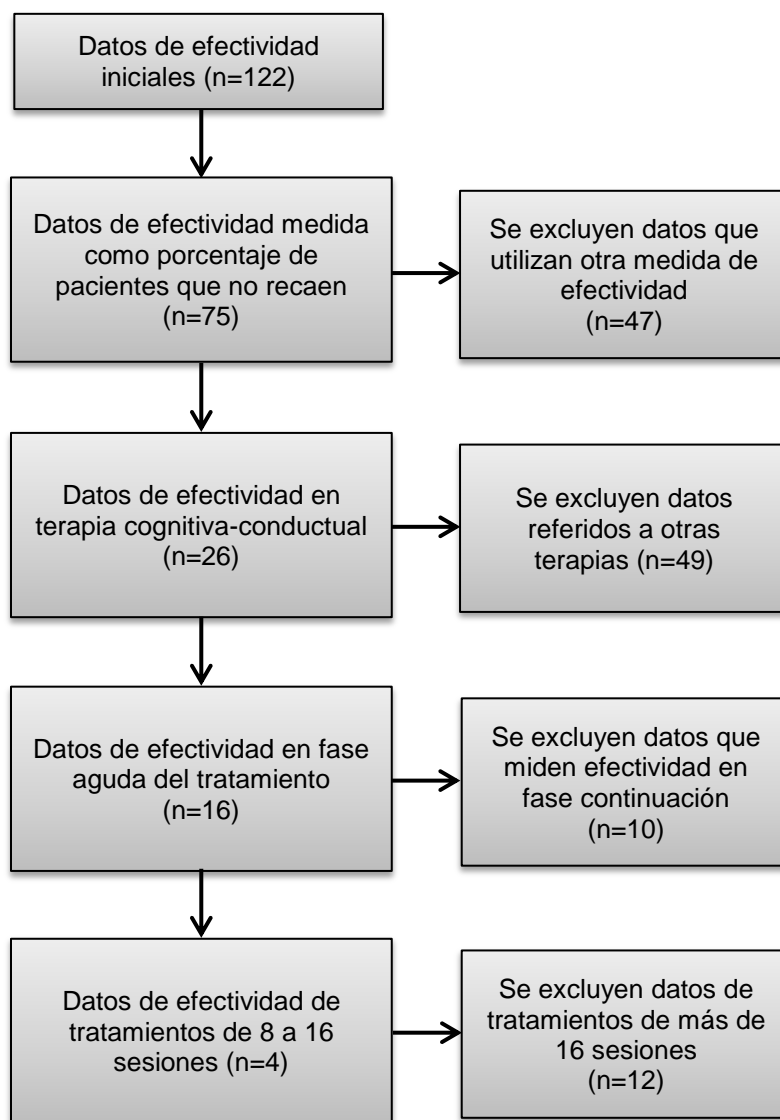 Datos de efectividad
iniciales (n=122)
Datos de efectividad medida
como porcentaje de
pacientes que no recaen
(n=75)
Se excluyen datos que
utilizan otra medida de
efectividad
(n=47)
Datos de efectividad en
terapia cognitiva-conductual
(n=26)
Se excluyen datos
referidos a otras
terapias (n=49)
Datos de efectividad en fase
aguda del tratamiento
(n=16)
Se excluyen datos que
miden efectividad en
fase continuación
(n=10)
Datos de efectividad de
tratamientos de 8 a 16
sesiones (n=4)
Se excluyen datos de
tratamientos de más de
16 sesiones
(n=12)